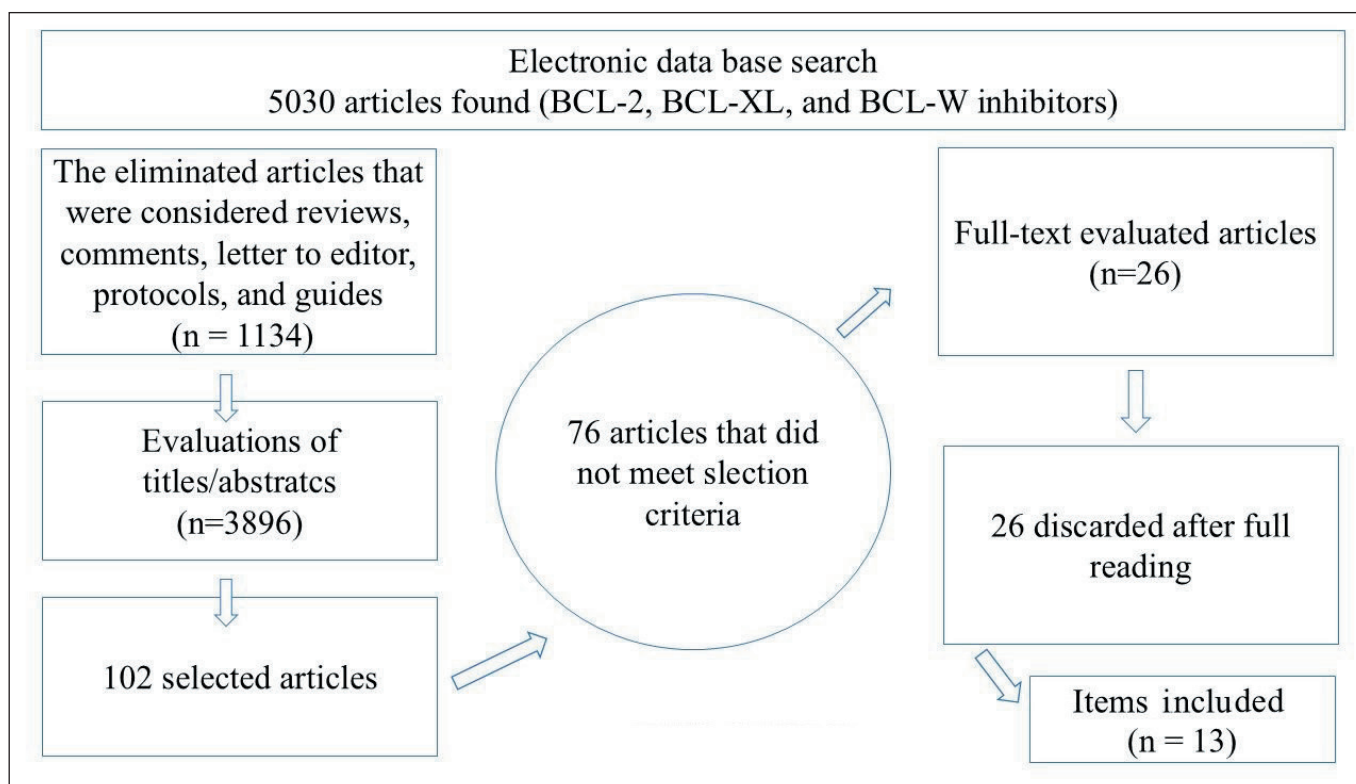 Electronic data base search
5030 articles found (BCL-2, BCL-XL, and BCL-W inhibitors)
The eliminated articles that
were considered reviews,
comments, letter to editor,
protocols, and guides
(n = 1134)
Evaluations of
titles/abstratcs
(n=3896)
102 selected articles
76 articles that did
not meet slection
criteria
Full-text evaluated articles
(n=26)
26 discarded after full
reading
Items included
(n = 13)